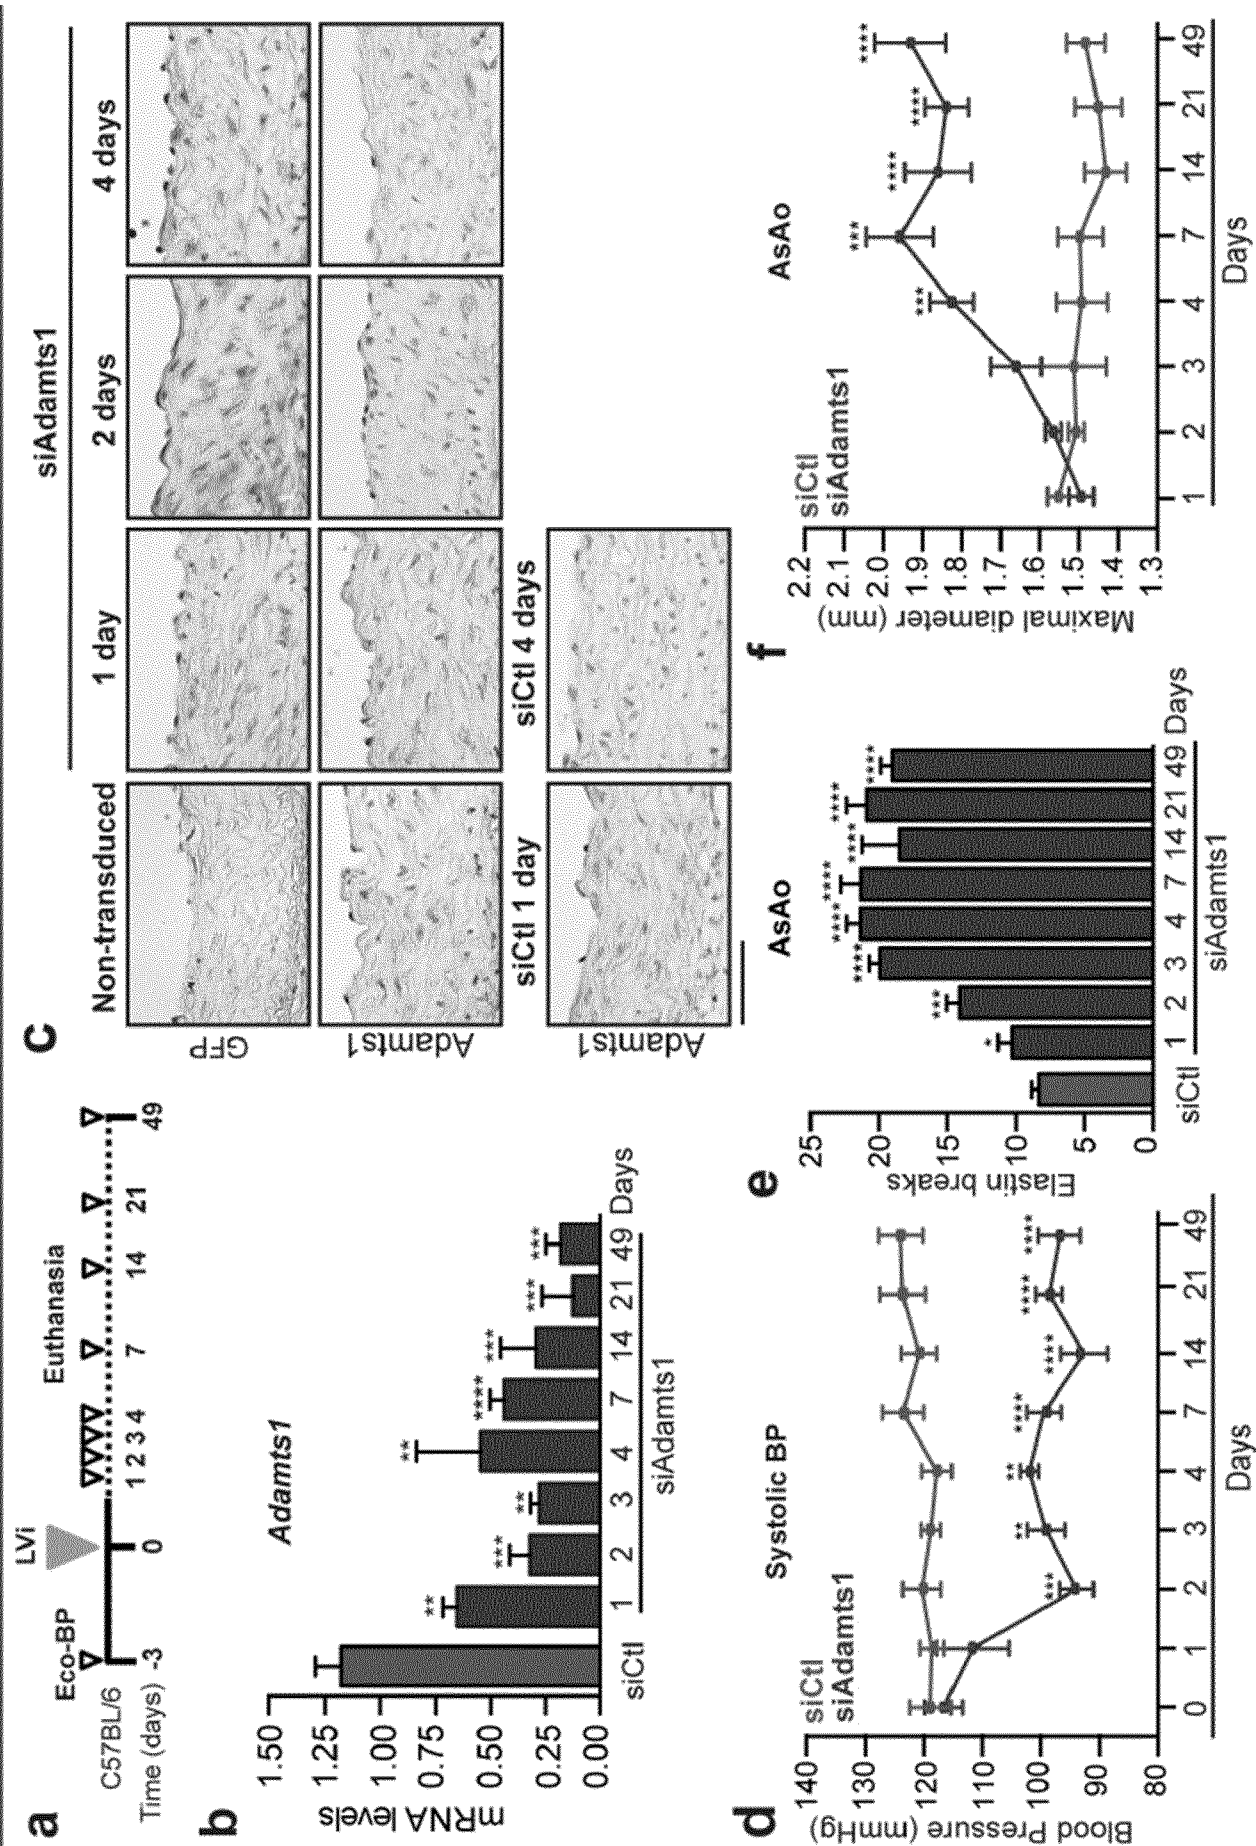 a
Eco-BP
LVi
Euthanasia
C57BL/6
Time (days)
-3
0
1
2
3
4
7
14
21
49
b
Adamts1
mRNA levels
1.50
1.25
1.00
0.75
0.50
0.25
0.00
**
***
**
**
****
***
***
***
siCtl
1
2
3
4
7
14
21
49
Days
siAdamts1
c
siAdamts1
Non-transduced
1 day
2 days
4 days
GFP
Adamts1
siCtl 1 day
siCtl 4 days
Adamts1
d
Systolic BP
siCtl
siAdamts1
Blood Pressure (mmHg)
140
130
120
110
100
90
80
***
**
**
****
****
****
****
0
1
2
3
4
7
14
21
49
Days
e
AsAo
Elastin breaks
25
20
15
10
5
0
*
***
****
****
****
****
****
****
siCtl
1
2
3
4
7
14
21
49
Days
siAdamts1
f
AsAo
siCtl
siAdamts1
Maximal diameter (mm)
2.2
2.1
2.0
1.9
1.8
1.7
1.6
1.5
1.4
1.3
***
***
****
****
****
1
2
3
4
7
14
21
49
Days